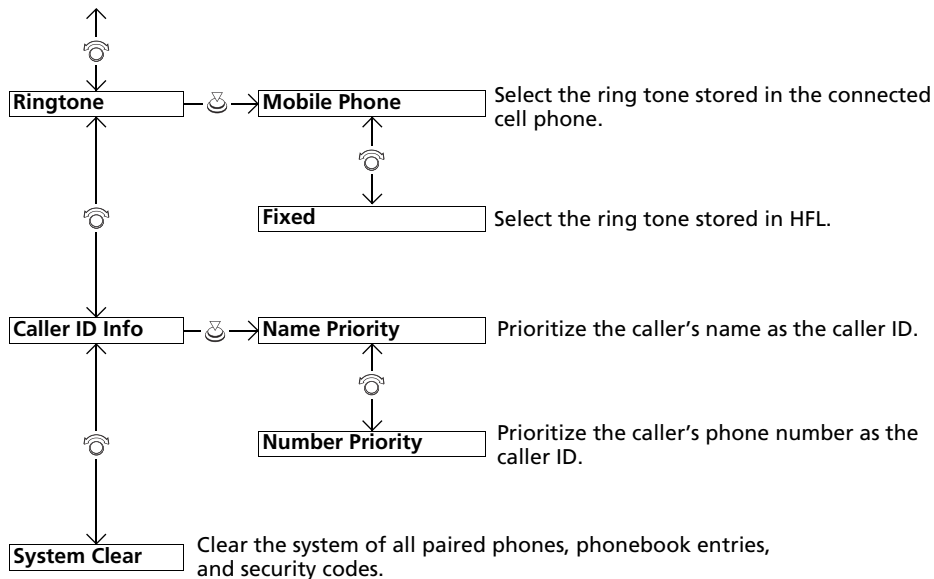 Ringtone
Mobile Phone
Select the ring tone stored in the connected
cell phone.
Fixed
Select the ring tone stored in HFL.
Caller ID Info
Name Priority
Prioritize the caller’s name as the caller ID.
Number Priority
Prioritize the caller’s phone number as the
caller ID.
System Clear
Clear the system of all paired phones, phonebook entries,
and security codes.